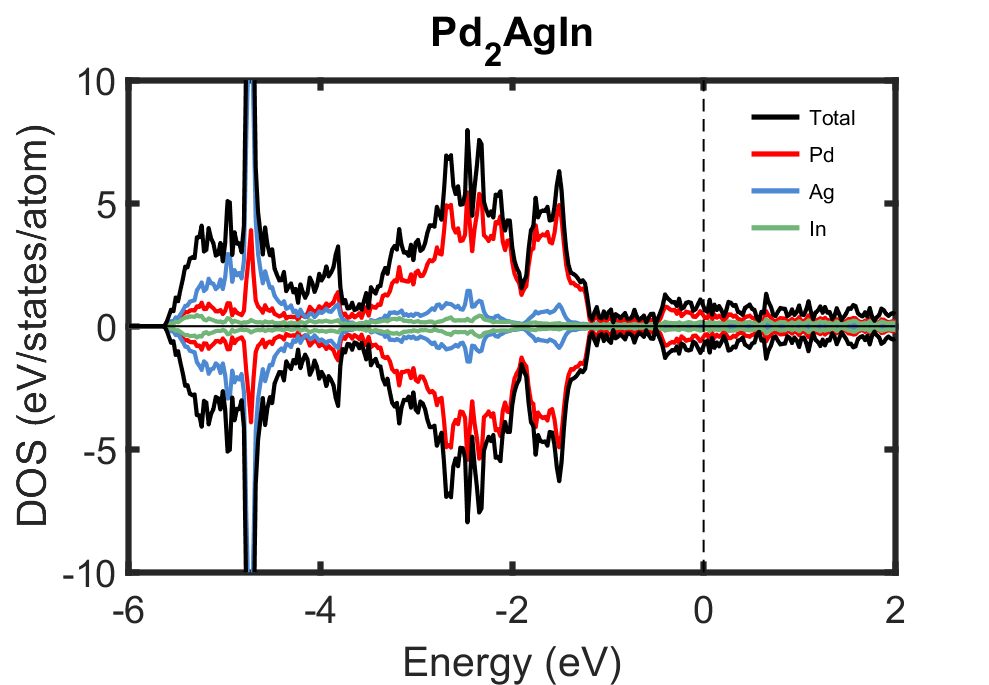 Pd₂AgIn
DOS (eV/states/atom)
10
5
0
-5
-10
Total
Pd
Ag
In
-6 -4 -2 0 2
Energy (eV)